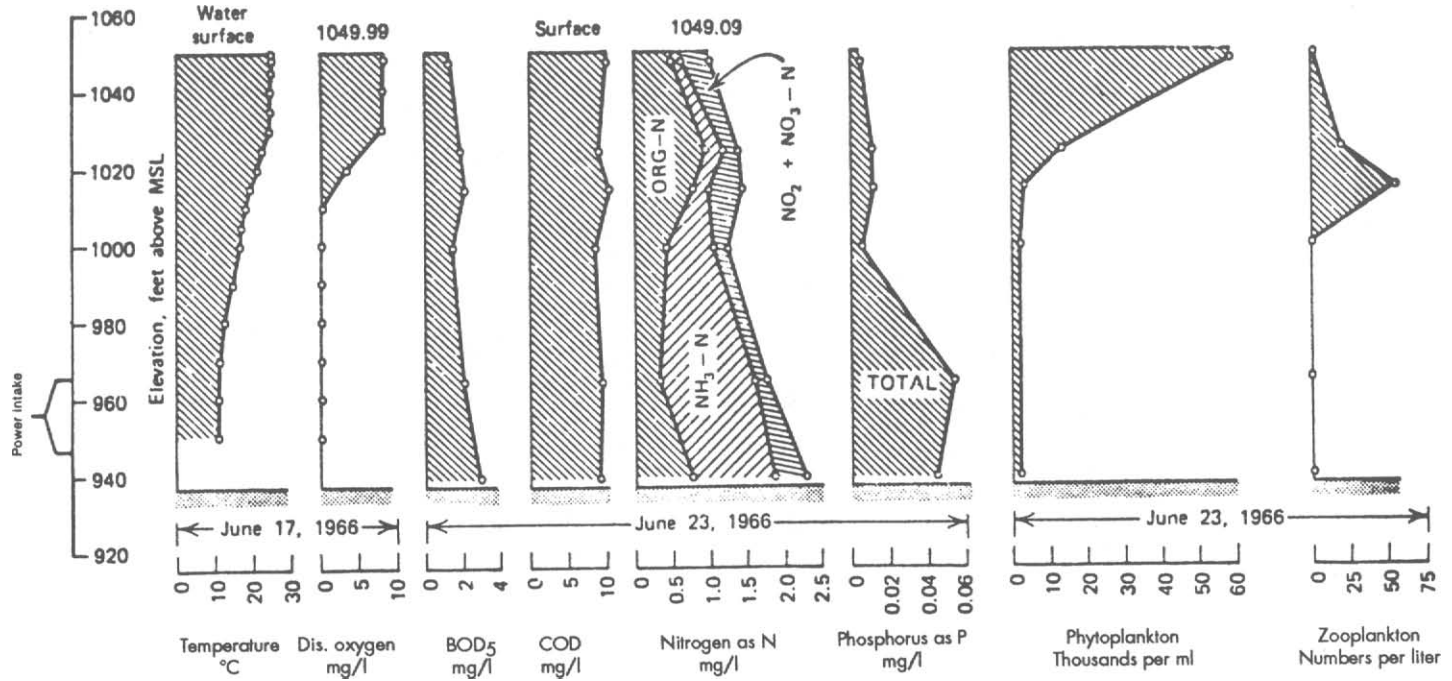 1060
1040
1020
1000
980
960
940
920
Power intake
Elevation, feet above MSL
Water surface
1049.99
Surface
1049.09
ORG–N
NH3–N
NO2 + NO3–N
TOTAL
June 17, 1966
June 23, 1966
June 23, 1966
0 10 20 30
0 10
0 2 4
0 5 10
0 0.5 1.0 1.5 2.0 2.5
0 0.02 0.04 0.06
0 10 20 30 40 50 60
0 25 50 75
Temperature
°C
Dis. oxygen
mg/l
BOD5
mg/l
COD
mg/l
Nitrogen as N
mg/l
Phosphorus as P
mg/l
Phytoplankton
Thousands per ml
Zooplankton
Numbers per liter